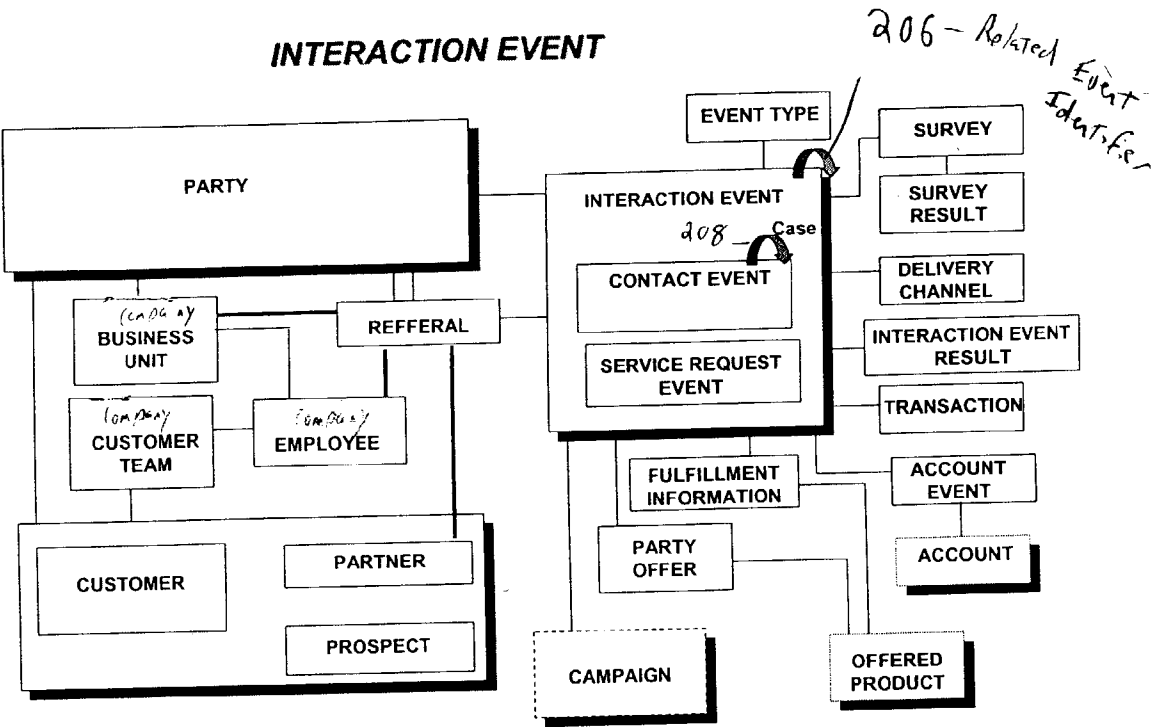 INTERACTION EVENT
206 - Related
Event
Identifier
EVENT TYPE
SURVEY
PARTY
INTERACTION EVENT
SURVEY
RESULT
208
Case
CONTACT EVENT
DELIVERY
CHANNEL
Company
BUSINESS
UNIT
REFFERAL
INTERACTION EVENT
RESULT
SERVICE REQUEST
EVENT
Company
CUSTOMER
TEAM
Company
EMPLOYEE
TRANSACTION
FULFILLMENT
INFORMATION
ACCOUNT
EVENT
PARTY
OFFER
ACCOUNT
CUSTOMER
PARTNER
PROSPECT
CAMPAIGN
OFFERED
PRODUCT